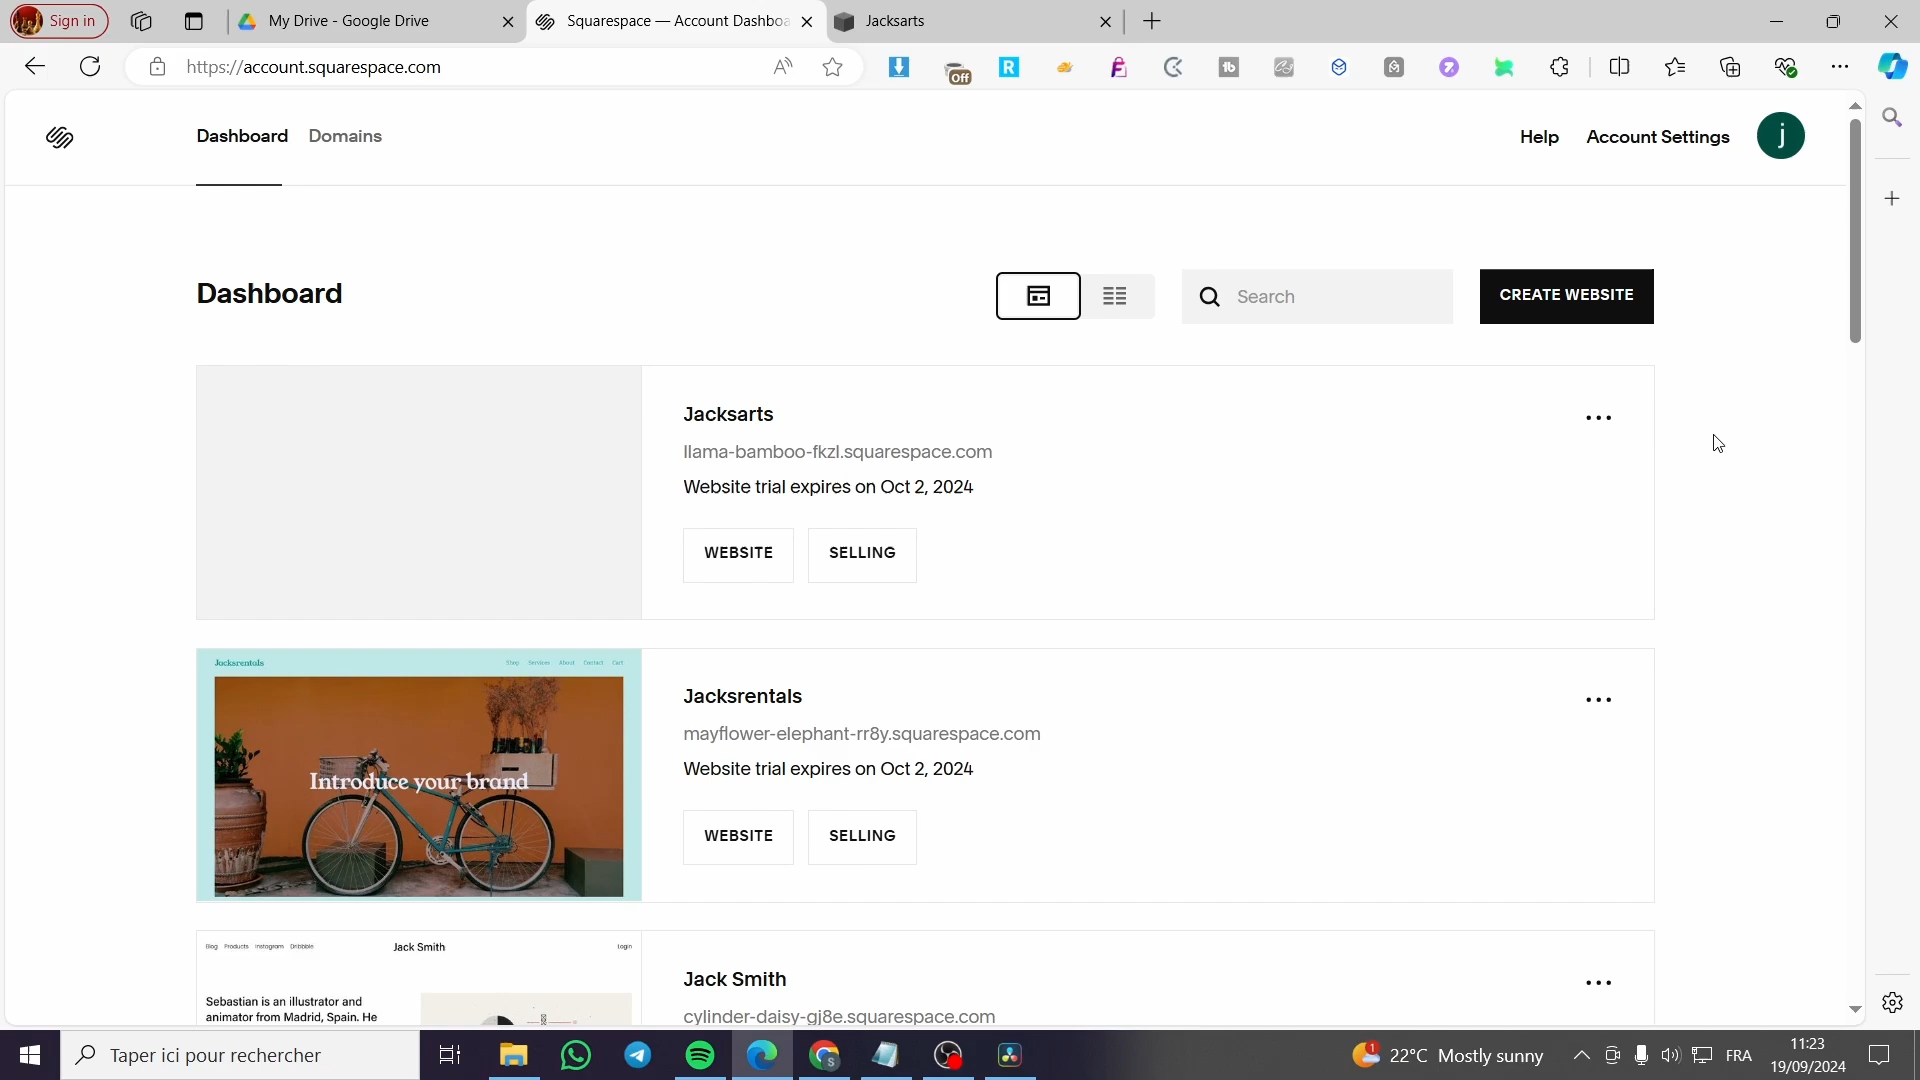 Sign in
My Drive - Google Drive
Squarespace — Account Dashboa
Jacksarts
https://account.squarespace.com
Off
Dashboard
Domains
Help
Account Settings
j
Dashboard
Search
CREATE WEBSITE
Jacksarts
llama-bamboo-fkzl.squarespace.com
Website trial expires on Oct 2, 2024
WEBSITE
SELLING
Jacksrentals
Shop Services About Contact Cart
Introduce your brand
Jacksrentals
mayflower-elephant-rr8y.squarespace.com
Website trial expires on Oct 2, 2024
WEBSITE
SELLING
Blog Products Instagram Dribbble
Jack Smith
Login
Sebastian is an illustrator and
animator from Madrid, Spain. He
Jack Smith
cylinder-daisy-gj8e.squarespace.com
Taper ici pour rechercher
1
22°C Mostly sunny
FRA
11:23
19/09/2024